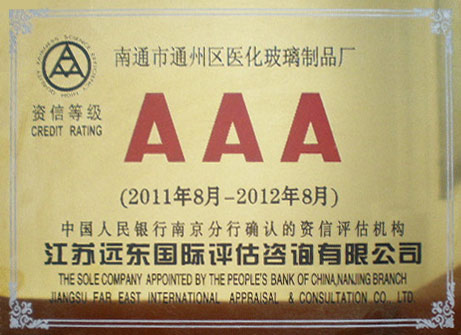 南通市通州区医化玻璃制品厂
资信等级
CREDIT RATING
AAA
(2011年8月-2012年8月)
中国人民银行南京分行确认的资信评估机构
江苏远东国际评估咨询有限公司
THE SOLE COMPANY APPOINTED BY THE PEOPLE'S BANK OF CHINA,NANJING BRANCH
JIANGSU FAR EAST INTERNATIONAL APPRAISAL & CONSULTATION CO., LTD